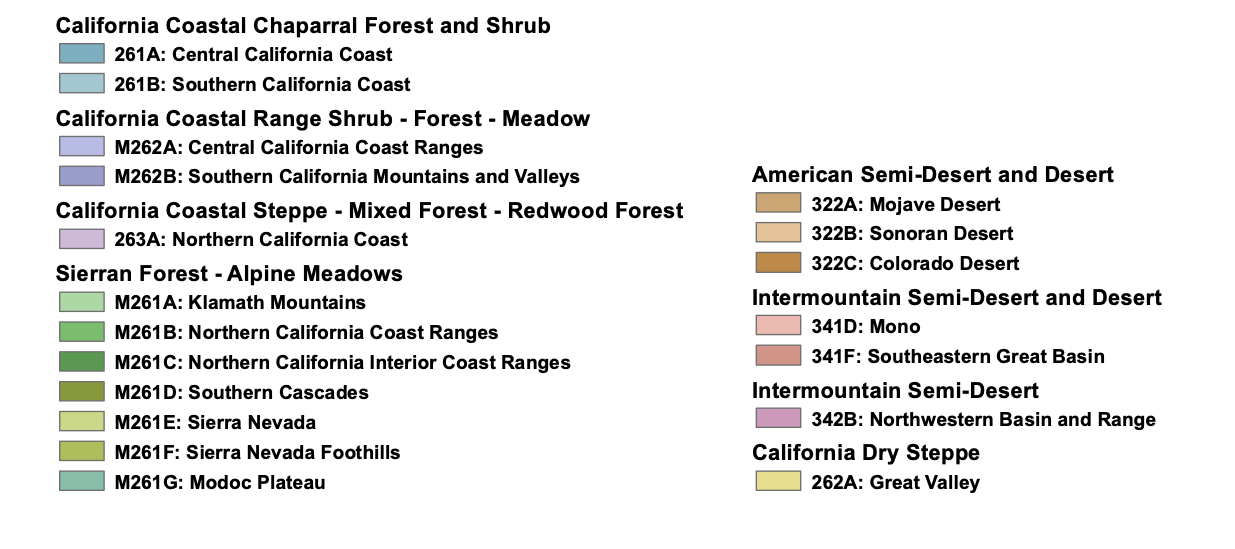 California Coastal Chaparral Forest and Shrub
261A: Central California Coast
261B: Southern California Coast
California Coastal Range Shrub - Forest - Meadow
M262A: Central California Coast Ranges
M262B: Southern California Mountains and Valleys
California Coastal Steppe - Mixed Forest - Redwood Forest
263A: Northern California Coast
Sierran Forest - Alpine Meadows
M261A: Klamath Mountains
M261B: Northern California Coast Ranges
M261C: Northern California Interior Coast Ranges
M261D: Southern Cascades
M261E: Sierra Nevada
M261F: Sierra Nevada Foothills
M261G: Modoc Plateau
American Semi-Desert and Desert
322A: Mojave Desert
322B: Sonoran Desert
322C: Colorado Desert
Intermountain Semi-Desert and Desert
341D: Mono
341F: Southeastern Great Basin
Intermountain Semi-Desert
342B: Northwestern Basin and Range
California Dry Steppe
262A: Great Valley